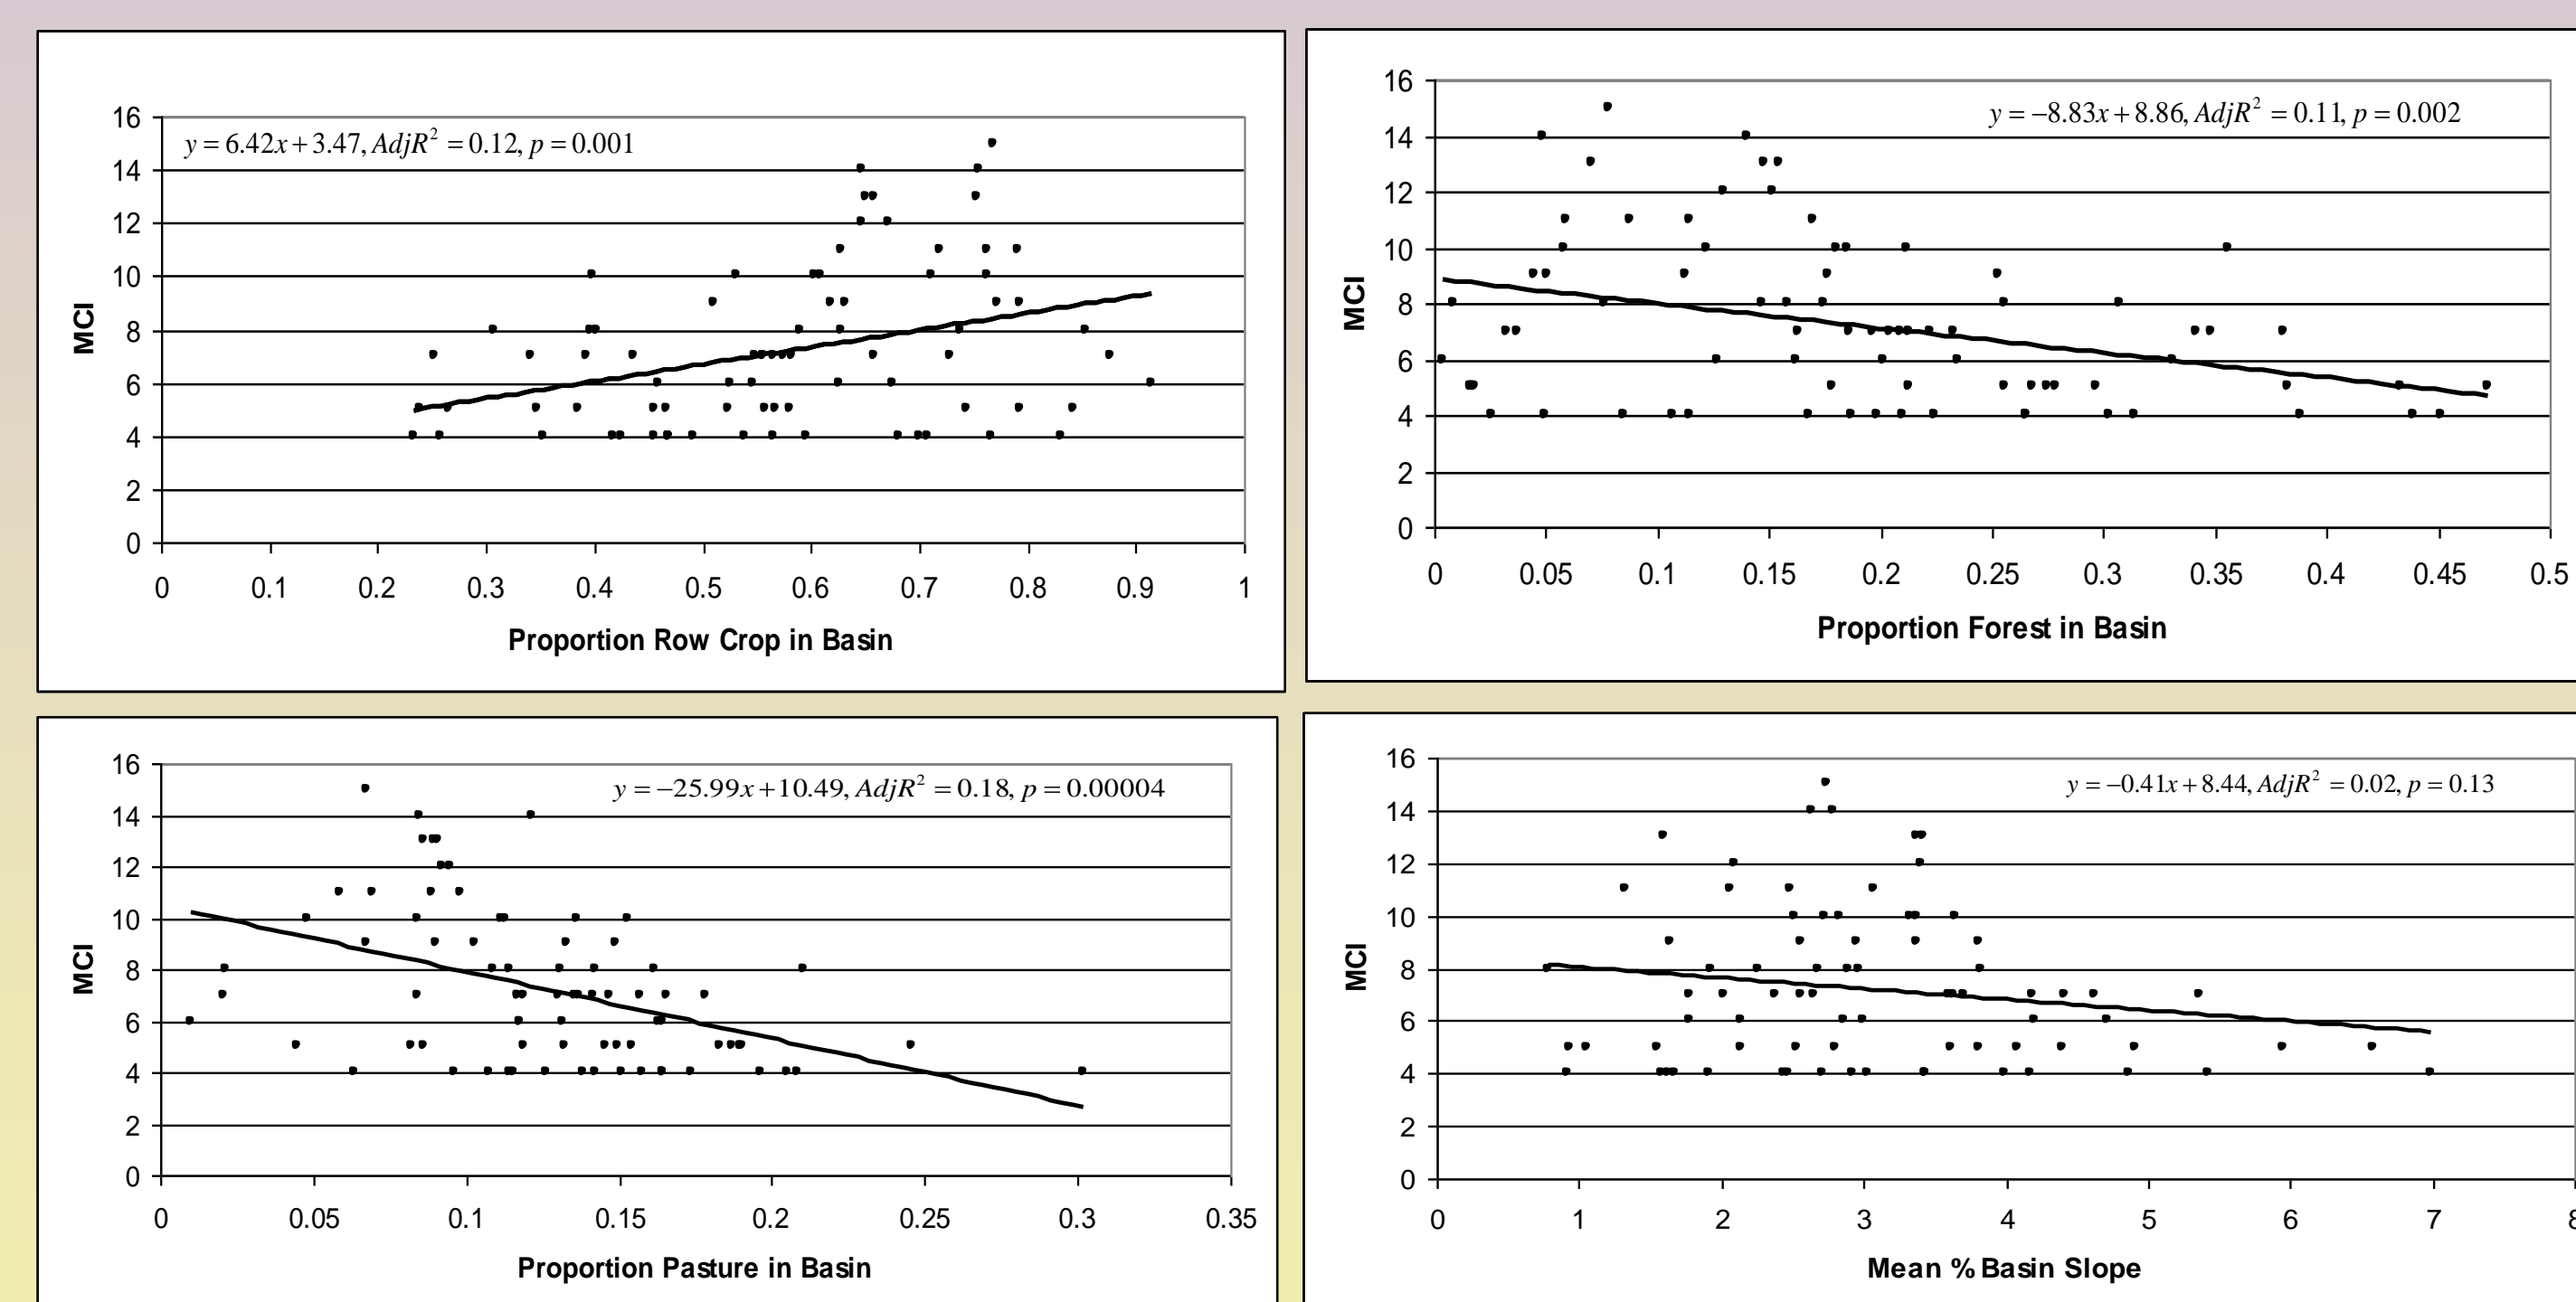 16
14
12
10
8
6
4
2
0
MCI
y = 6.42x + 3.47, AdjR² = 0.12, p = 0.001
0 0.1 0.2 0.3 0.4 0.5 0.6 0.7 0.8 0.9 1
Proportion Row Crop in Basin
16
14
12
10
8
6
4
2
0
MCI
y = −8.83x + 8.86, AdjR² = 0.11, p = 0.002
0 0.05 0.1 0.15 0.2 0.25 0.3 0.35 0.4 0.45 0.5
Proportion Forest in Basin
16
14
12
10
8
6
4
2
0
MCI
y = −25.99x + 10.49, AdjR² = 0.18, p = 0.00004
0 0.05 0.1 0.15 0.2 0.25 0.3 0.35
Proportion Pasture in Basin
16
14
12
10
8
6
4
2
0
MCI
y = −0.41x + 8.44, AdjR² = 0.02, p = 0.13
0 1 2 3 4 5 6 7 8
Mean % Basin Slope